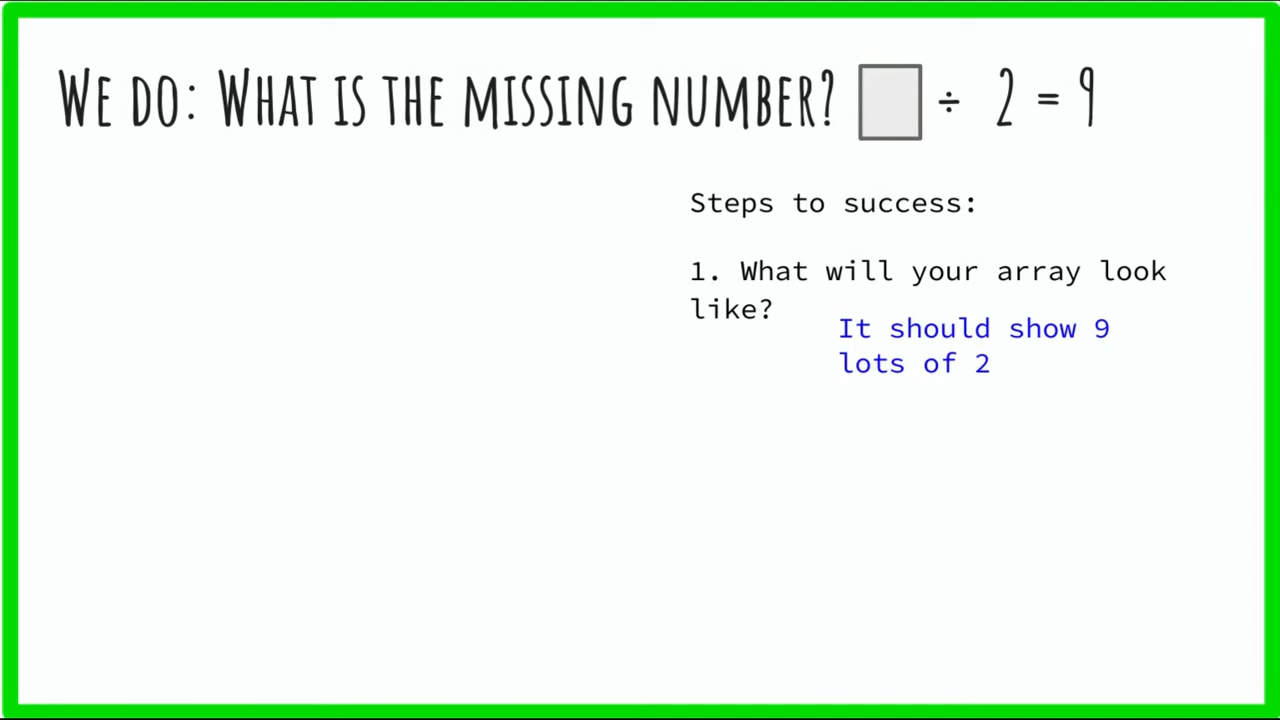 We do: What is the missing number? ÷ 2 = 9
Steps to success:
1. What will your array look
like?
It should show 9
lots of 2